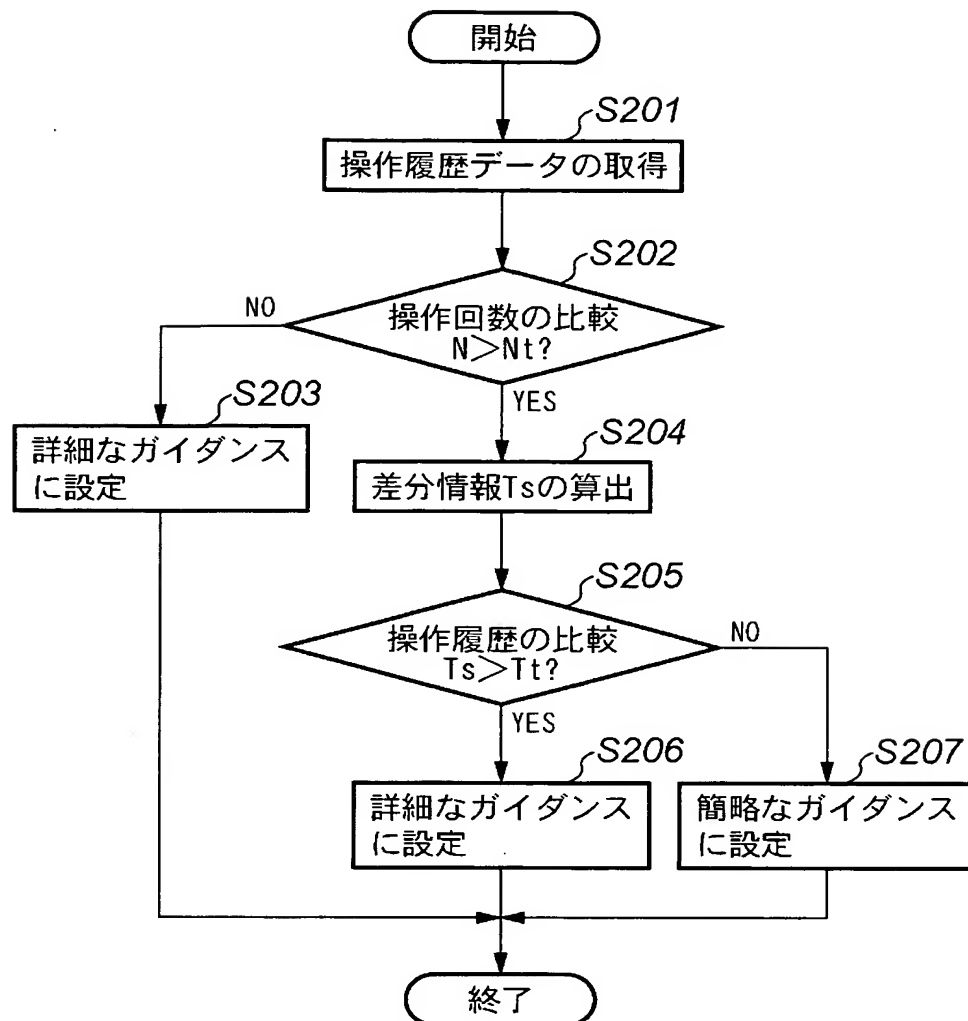 開始
S201
操作履歴データの取得
S202
操作回数の比較
N>Nt?
NO
YES
S203
詳細なガイダンス
に設定
S204
差分情報Tsの算出
S205
操作履歴の比較
Ts>Tt?
NO
YES
S206
詳細なガイダンス
に設定
S207
簡略なガイダンス
に設定
終了